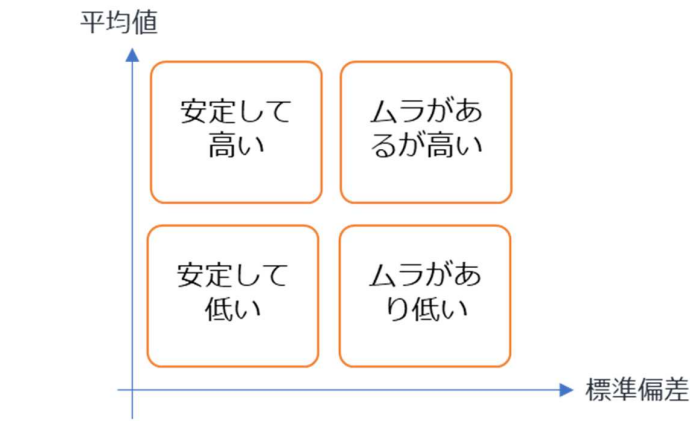 平均値
安定して
高い
ムラがあ
るが高い
安定して
低い
ムラがあ
り低い
標準偏差